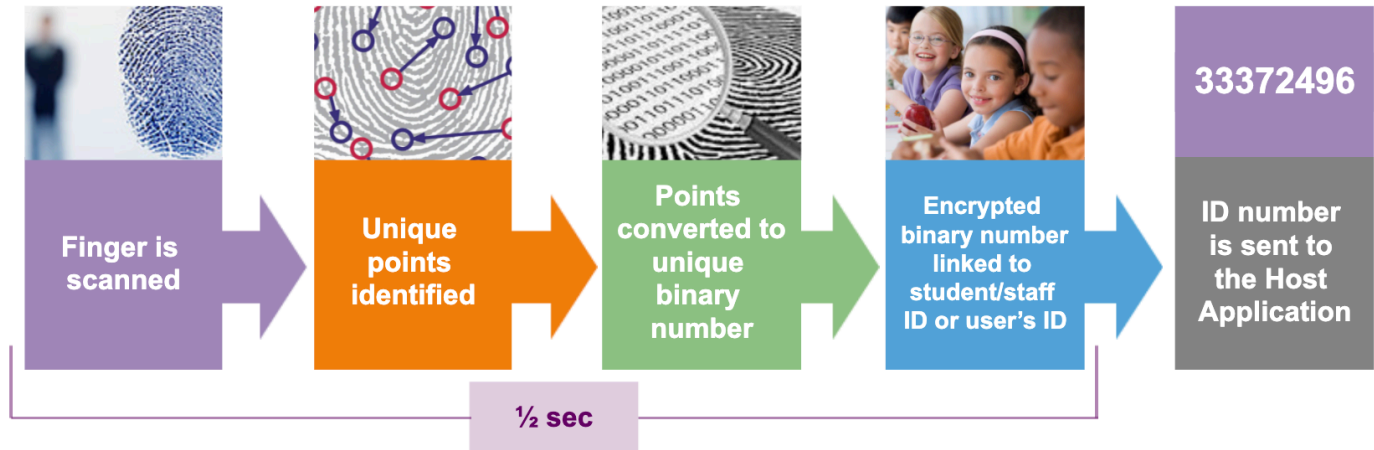 Finger is
scanned
Unique
points
identified
Points
converted to
unique
binary
number
Encrypted
binary number
linked to
student/staff
ID or user’s ID
33372496
ID number
is sent to
the Host
Application
½ sec